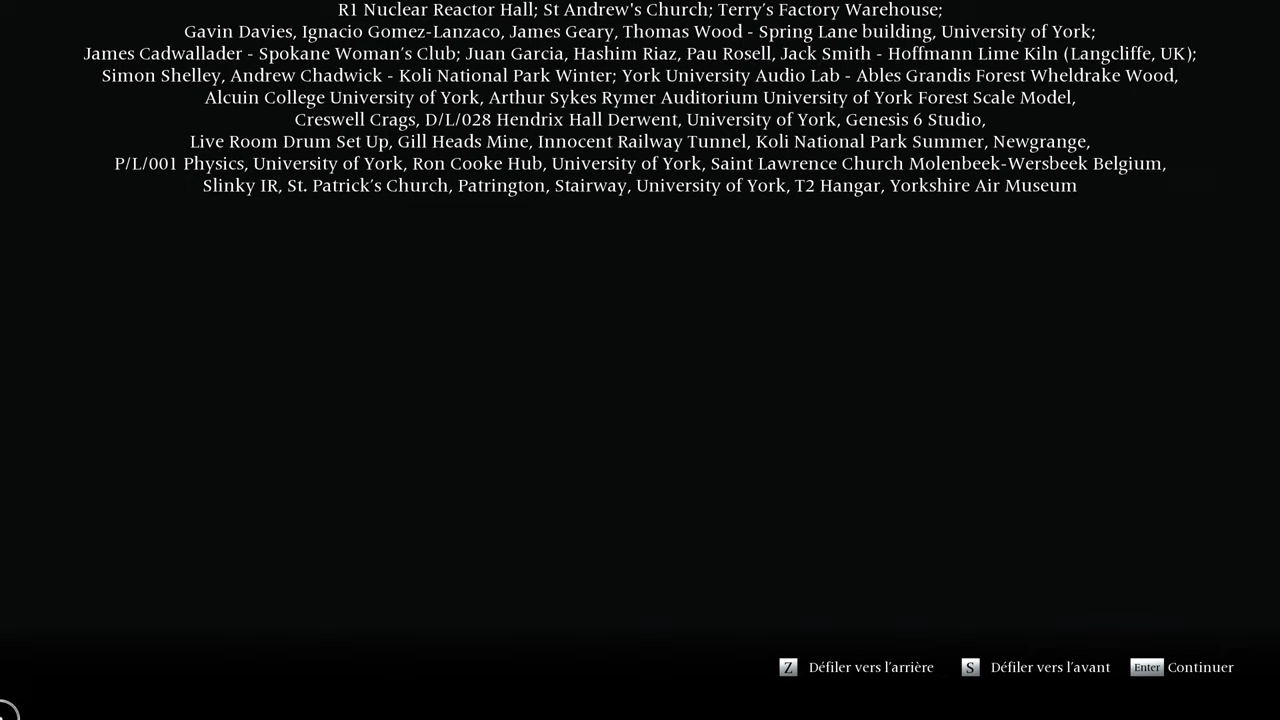 R1 Nuclear Reactor Hall; St Andrew's Church; Terry’s Factory Warehouse;
Gavin Davies, Ignacio Gomez-Lanzaco, James Geary, Thomas Wood - Spring Lane building, University of York;
James Cadwallader - Spokane Woman’s Club; Juan Garcia, Hashim Riaz, Pau Rosell, Jack Smith - Hoffmann Lime Kiln (Langcliffe, UK);
Simon Shelley, Andrew Chadwick - Koli National Park Winter; York University Audio Lab - Ables Grandis Forest Wheldrake Wood,
Alcuin College University of York, Arthur Sykes Rymer Auditorium University of York Forest Scale Model,
Creswell Crags, D/L/028 Hendrix Hall Derwent, University of York, Genesis 6 Studio,
Live Room Drum Set Up, Gill Heads Mine, Innocent Railway Tunnel, Koli National Park Summer, Newgrange,
P/L/001 Physics, University of York, Ron Cooke Hub, University of York, Saint Lawrence Church Molenbeek-Wersbeek Belgium,
Slinky IR, St. Patrick’s Church, Patrington, Stairway, University of York, T2 Hangar, Yorkshire Air Museum
Z Défiler vers l’arrière S Défiler vers l’avant Enter Continuer